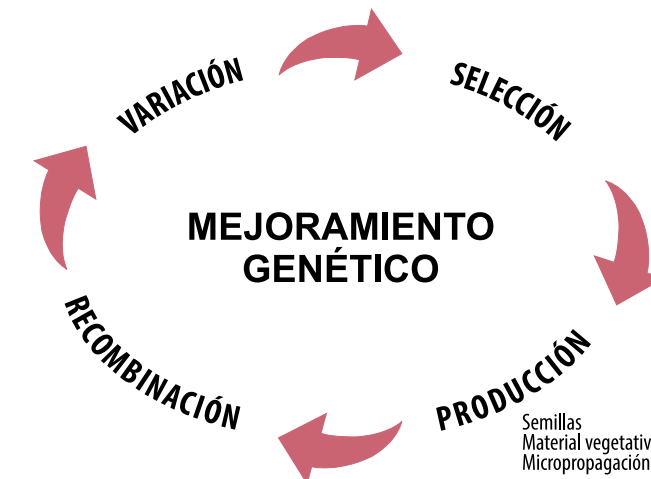 VARIACIÓN
SELECCIÓN
MEJORAMIENTO
GENÉTICO
RECOMBINACIÓN
PRODUCCIÓN
Semillas
Material vegetativ
Micropropagación